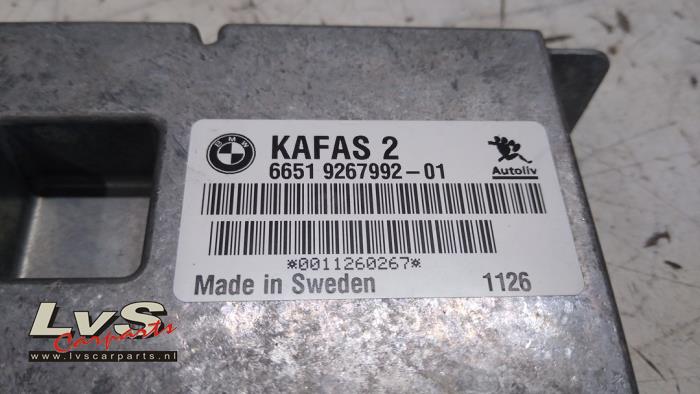 BMW
KAFAS 2
6651 9267992-01
Autoliv
*0011260267*
Made in Sweden
1126
LvS
Carparts
www.lvscarparts.nl